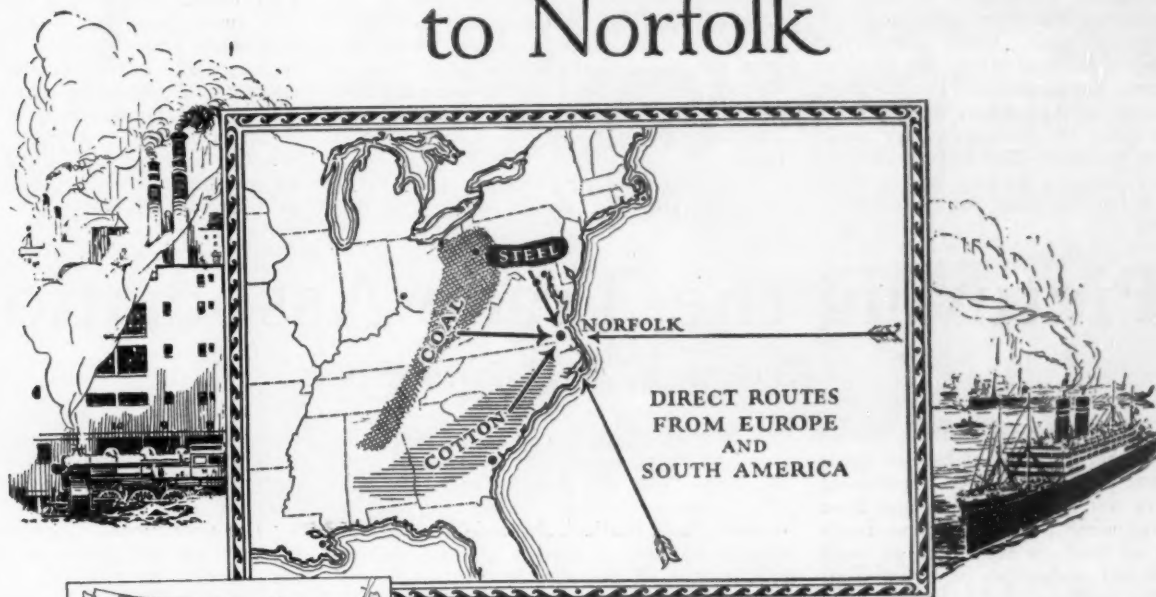 to Norfolk
STEEL
COAL
NORFOLK
COTTON
DIRECT ROUTES
FROM EUROPE
AND
SOUTH AMERICA